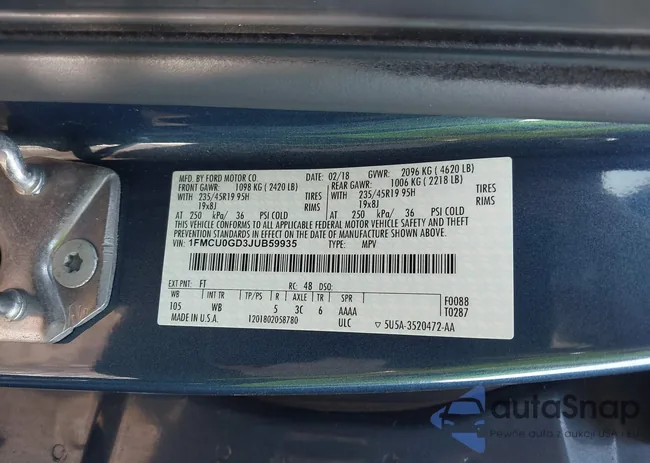 MFD. BY FORD MOTOR CO. DATE: 02/18 GVWR: 2096 KG ( 4620 LB)
FRONT GAWR: 1098 KG ( 2420 LB) REAR GAWR: 1006 KG ( 2218 LB)
WITH 235/45R19 95H TIRES WITH 235/45R19 95H TIRES
19x8J RIMS 19x8J RIMS
AT 250 kPa/ 36 PSI COLD AT 250 kPa/ 36 PSI COLD
THIS VEHICLE CONFORMS TO ALL APPLICABLE FEDERAL MOTOR VEHICLE SAFETY
AND THEFT PREVENTION STANDARDS IN EFFECT ON THE DATE OF MANUFACTURE SHOWN ABOVE.
VIN: 1FMCU0GD3JUB59935 TYPE: MPV
EXT PNT: FT RC: 48 DSO: F0088
WB INT TR TP/PS R AXLE TR SPR T0287
105 WB 5 3C 6 AAAA
MADE IN U.S.A. 1201802058780 ULC ▽ 5U5A-3520472-AA
autaSnap
Pewne auta z aukcji USA